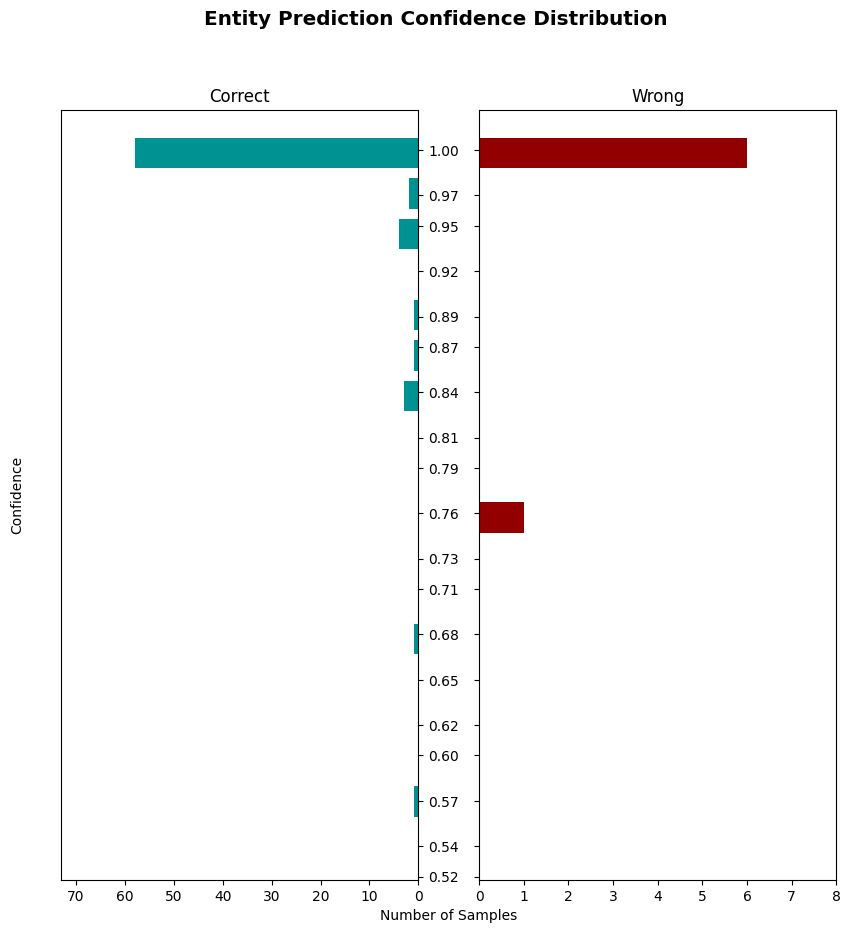 Entity Prediction Confidence Distribution
Correct
Wrong
Confidence
1.00
0.97
0.95
0.92
0.89
0.87
0.84
0.81
0.79
0.76
0.73
0.71
0.68
0.65
0.62
0.60
0.57
0.54
0.52
70 60 50 40 30 20 10 0
0 1 2 3 4 5 6 7 8
Number of Samples